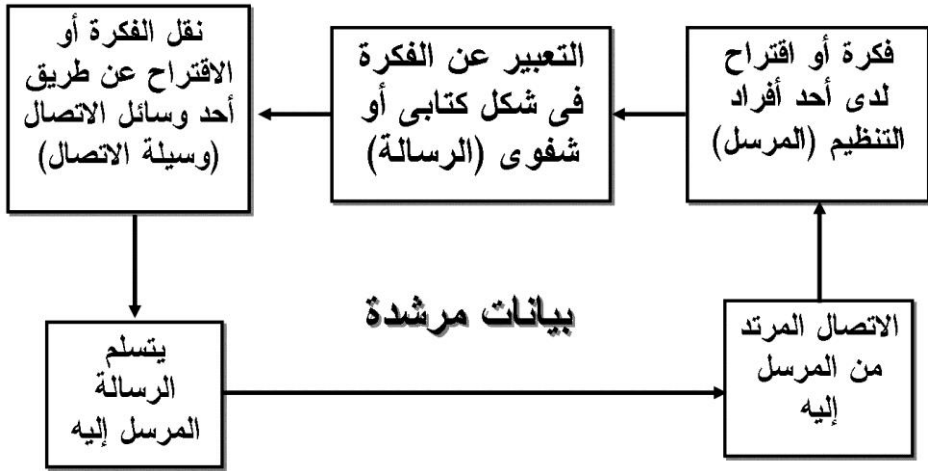 فكرة أو اقتراح
لدى أحد أفراد
التنظيم (المرسل)
التعبير عن الفكرة
فى شكل كتابى أو
شفوى (الرسالة)
نقل الفكرة أو
الاقتراح عن طريق
أحد وسائل الاتصال
(وسيلة الاتصال)
بيانات مرشدة
يتسلم
الرسالة
المرسل إليه
الاتصال المرتد
من المرسل
إليه